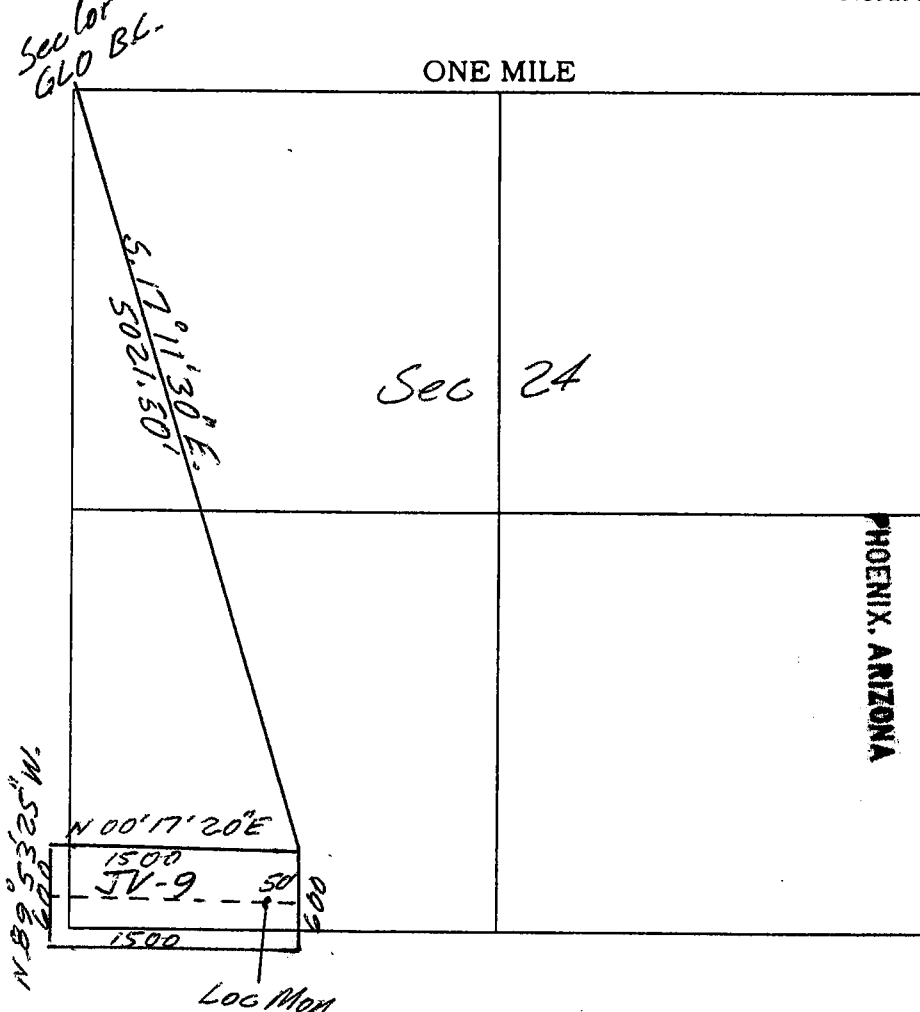 Sec Cor
GLO BC.
ONE MILE
S. 17° 11' 30" E.
5021.50'
Sec 24
PHOENIX, ARIZONA
N 00' 17' 20" E
1500
JV-9
50'
600
N 89° 53' 25" W.
600
1500
Loc Mon